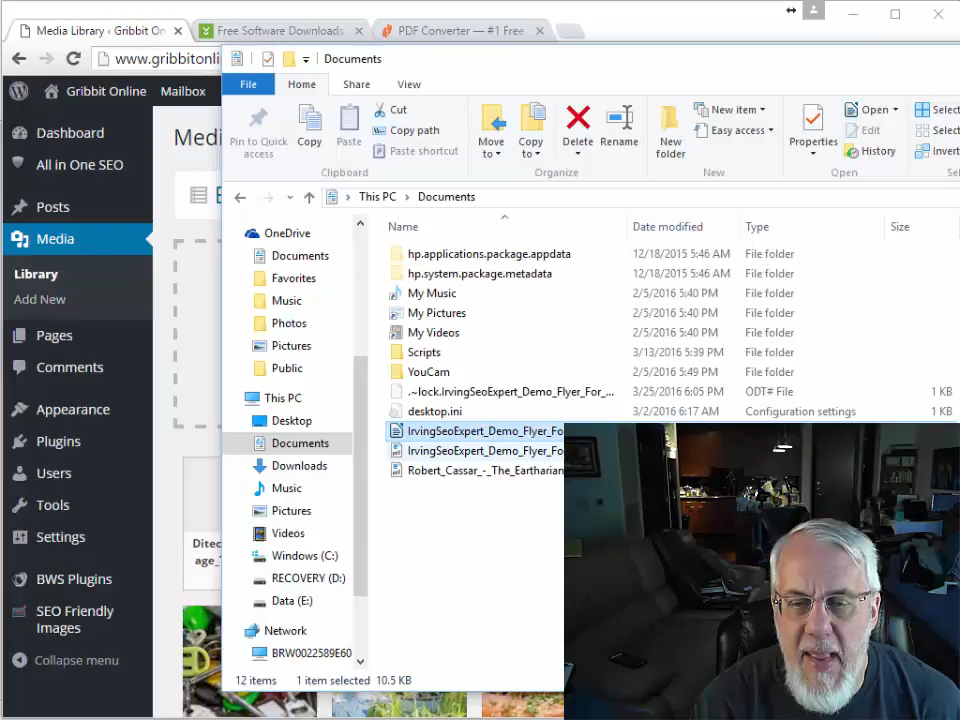 Media Library ‹ Gribbit On
Free Software Downloads
PDF Converter — #1 Free
www.gribbitonli
Gribbit Online
Mailbox
Dashboard
All in One SEO
Posts
Media
Library
Add New
Pages
Comments
Appearance
Plugins
Users
Tools
Settings
BWS Plugins
SEO Friendly
Images
Collapse menu
Medi
Ditec
age_
Documents
File
Home
Share
View
Pin to Quick
access
Copy
Paste
Cut
Copy path
Paste shortcut
Clipboard
Move
to
Copy
to
Delete
Rename
Organize
New
folder
New item
Easy access
New
Properties
Open
Edit
History
Open
Select
Select
Invert
Sel
This PC
Documents
OneDrive
Documents
Favorites
Music
Photos
Pictures
Public
This PC
Desktop
Documents
Downloads
Music
Pictures
Videos
Windows (C:)
RECOVERY (D:)
Data (E:)
Network
BRW0022589E60
Name
Date modified
Type
Size
hp.applications.package.appdata 12/18/2015 5:46 AM File folder
hp.system.package.metadata 12/18/2015 5:46 AM File folder
My Music 2/5/2016 5:40 PM File folder
My Pictures 2/5/2016 5:40 PM File folder
My Videos 2/5/2016 5:40 PM File folder
Scripts 3/13/2016 5:39 PM File folder
YouCam 2/5/2016 5:49 PM File folder
.~lock.IrvingSeoExpert_Demo_Flyer_For_... 3/25/2016 6:05 PM ODT# File 1 KB
desktop.ini 3/2/2016 6:17 AM Configuration settings 1 KB
IrvingSeoExpert_Demo_Flyer_Fo
IrvingSeoExpert_Demo_Flyer_Fo
Robert_Cassar_-_The_Eartharian
12 items
1 item selected 10.5 KB